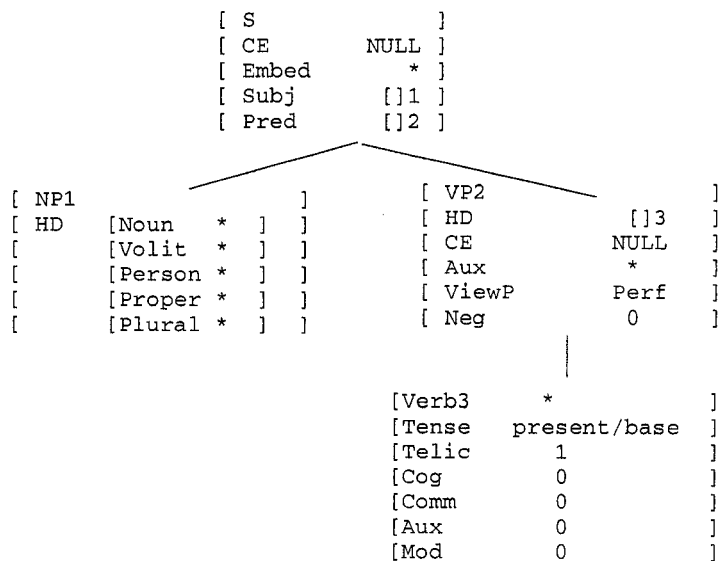 [ S ]
[ CE NULL ]
[ Embed * ]
[ Subj []1 ]
[ Pred []2 ]
[ NP1 ]
[ HD [Noun * ] ]
[ [Volit * ] ]
[ [Person * ] ]
[ [Proper * ] ]
[ [Plural * ] ]
[ VP2 ]
[ HD []3 ]
[ CE NULL ]
[ Aux * ]
[ ViewP Perf ]
[ Neg 0 ]
[Verb3 * ]
[Tense present/base ]
[Telic 1 ]
[Cog 0 ]
[Comm 0 ]
[Aux 0 ]
[Mod 0 ]